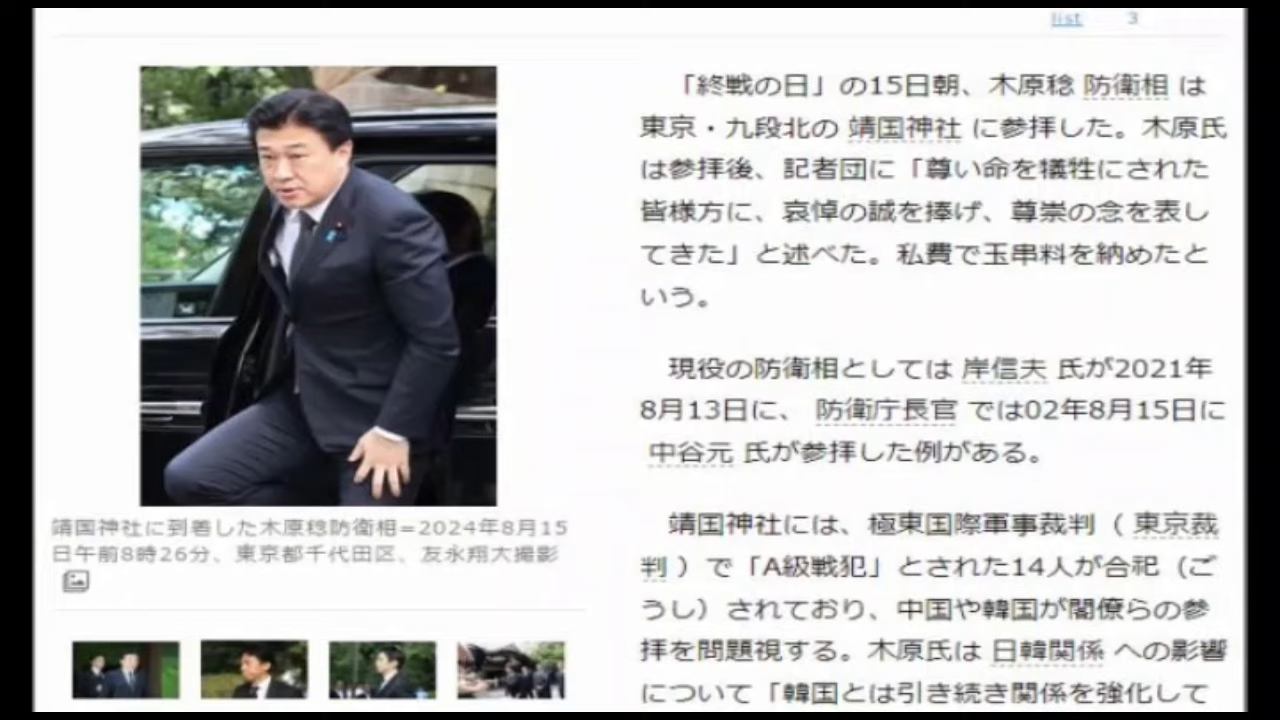 list 3
「終戦の日」の15日朝、木原稔 防衛相 は
東京・九段北の 靖国神社 に参拝した。木原氏
は参拝後、記者団に「尊い命を犠牲にされた
皆様方に、哀悼の誠を捧げ、尊崇の念を表し
てきた」と述べた。私費で玉串料を納めたと
いう。
現役の防衛相としては 岸信夫 氏が2021年
8月13日に、 防衛庁長官 では02年8月15日に
中谷元 氏が参拝した例がある。
靖国神社には、極東国際軍事裁判（ 東京裁
判 ）で「A級戦犯」とされた14人が合祀（ご
うし）されており、中国や韓国が閣僚らの参
拝を問題視する。木原氏は 日韓関係 への影響
について「韓国とは引き続き関係を強化して
靖国神社に到着した木原稔防衛相=2024年8月15
日午前8時26分、東京都千代田区、友永翔大撮影